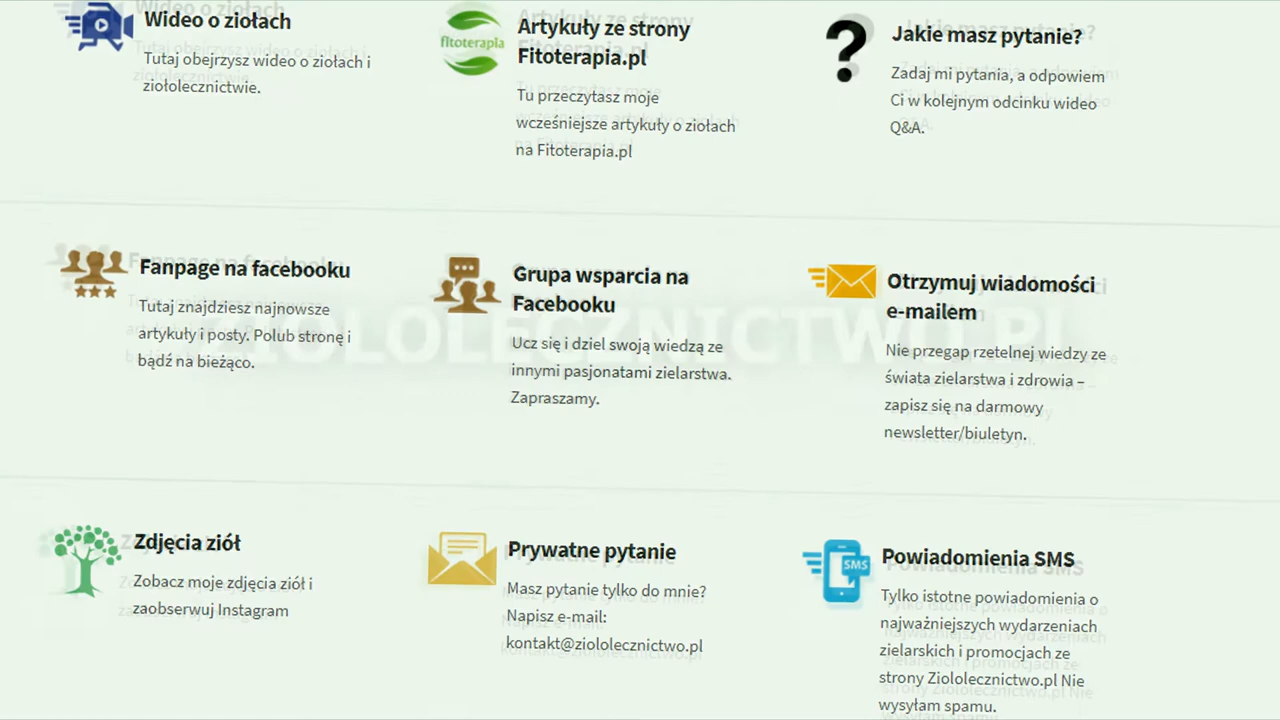 Wideo o ziołach
Tutaj obejrzysz wideo o ziołach i
ziołolecznictwie.
fitoterapia
Artykuły ze strony
Fitoterapia.pl
Tu przeczytasz moje
wcześniejsze artykuły o ziołach
na Fitoterapia.pl
?
Jakie masz pytanie?
Zadaj mi pytania, a odpowiem
Ci w kolejnym odcinku wideo
Q&A.
Fanpage na facebooku
Tutaj znajdziesz najnowsze
artykuły i posty. Polub stronę i
bądź na bieżąco.
Grupa wsparcia na
Facebooku
Ucz się i dziel swoją wiedzą ze
innymi pasjonatami zielarstwa.
Zapraszamy.
Otrzymuj wiadomości
e-mailem
Nie przegap rzetelnej wiedzy ze
świata zielarstwa i zdrowia –
zapisz się na darmowy
newsletter/biuletyn.
ZIOLOLECZNICTWO.PL
Zdjęcia ziół
Zobacz moje zdjęcia ziół i
zaobserwuj Instagram
Prywatne pytanie
Masz pytanie tylko do mnie?
Napisz e-mail:
kontakt@ziololecznictwo.pl
SMS
Powiadomienia SMS
Tylko istotne powiadomienia o
najważniejszych wydarzeniach
zielarskich i promocjach ze
strony Ziololecznictwo.pl Nie
wysyłam spamu.